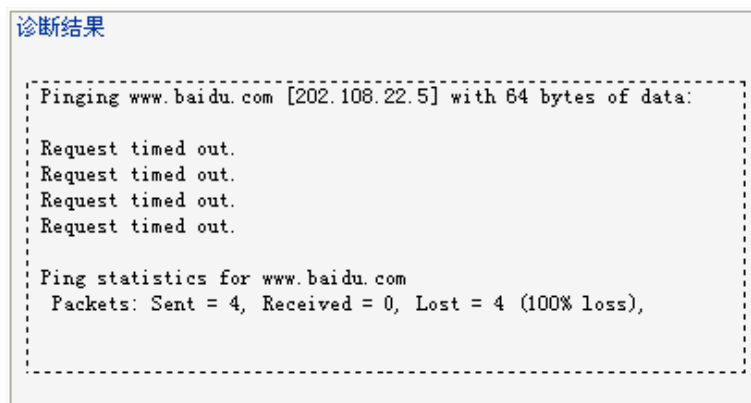 诊断结果
Pinging www.baidu.com [202.108.22.5] with 64 bytes of data:
Request timed out.
Request timed out.
Request timed out.
Request timed out.
Ping statistics for www.baidu.com
Packets: Sent = 4, Received = 0, Lost = 4 (100% loss),